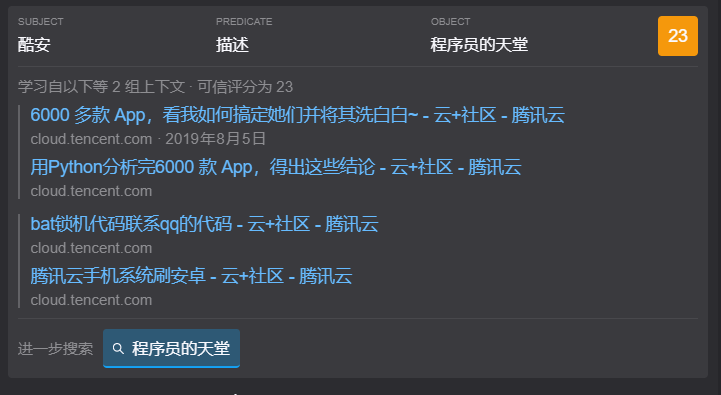 SUBJECT PREDICATE OBJECT
酷安 描述 程序员的天堂 23
学习自以下等 2 组上下文 · 可信评分为 23
6000 多款 App，看我如何搞定她们并将其洗白白~ - 云+社区 - 腾讯云
cloud.tencent.com · 2019年8月5日
用Python分析完6000 款 App，得出这些结论 - 云+社区 - 腾讯云
cloud.tencent.com
bat锁机代码联系qq的代码 - 云+社区 - 腾讯云
cloud.tencent.com
腾讯云手机系统刷安卓 - 云+社区 - 腾讯云
cloud.tencent.com
进一步搜索 程序员的天堂